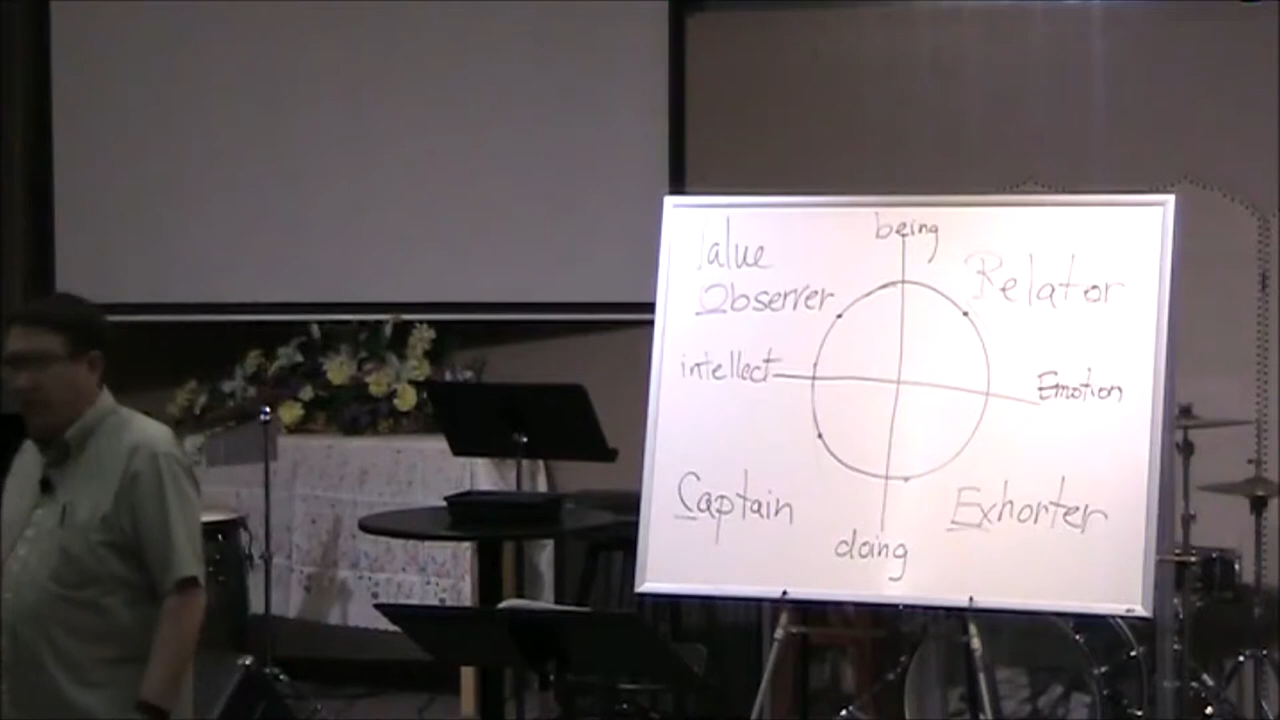 being
Value
Observer
Relator
intellect
Emotion
Captain
Exhorter
doing